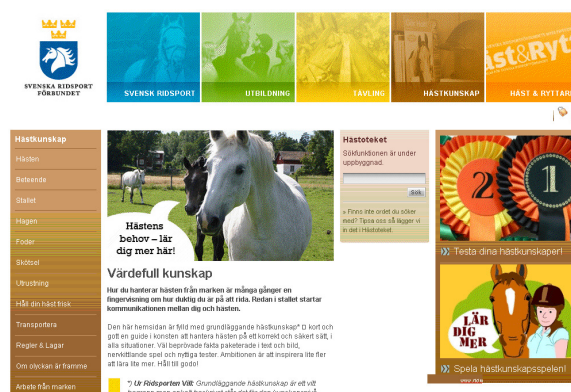 SVENSKA RIDSPORT
FÖRBUNDET
SVENSK RIDSPORT
UTBILDNING
TÄVLING
HÄSTKUNSKAP
HÄST & RYTTAR
Hästkunskap
Hästen
Beteende
Stallet
Hagen
Foder
Skötsel
Utrustning
Håll din häst frisk
Transportera
Regler & Lagar
Om olyckan är framme
Arbete från marken
Hästens
behov – lär
dig mer här!
Värdefull kunskap
Hur du hanterar hästen från marken är många gånger en
fingervisning om hur duktig du är på att rida. Redan i stallet startar
kommunikationen mellan dig och hästen.
Den här hemsidan är fylld med grundläggande hästkunskap* i kort och
gott en guide i konsten att hantera hästen på ett korrekt och säkert sätt, i
alla situationer. Väl beprövade fakta paketerade i text och bild,
nervkittlande spel och nyttiga tester. Ambitionen är att inspirera lite fler
att lära lite mer. Håll till godo!
*) Ur Ridsporten Vill: Grundläggande hästkunskap är ett vitt
Hästoteket
Sökfunktionen är under
uppbyggnad.
Sök
» Finns inte ordet du söker
med? Tipsa oss så lägger vi
in det i Hästoteket.
2
1
Testa dina hästkunskaper!
LÄR
DIG
MER
Spela hästkunskapsspelen!